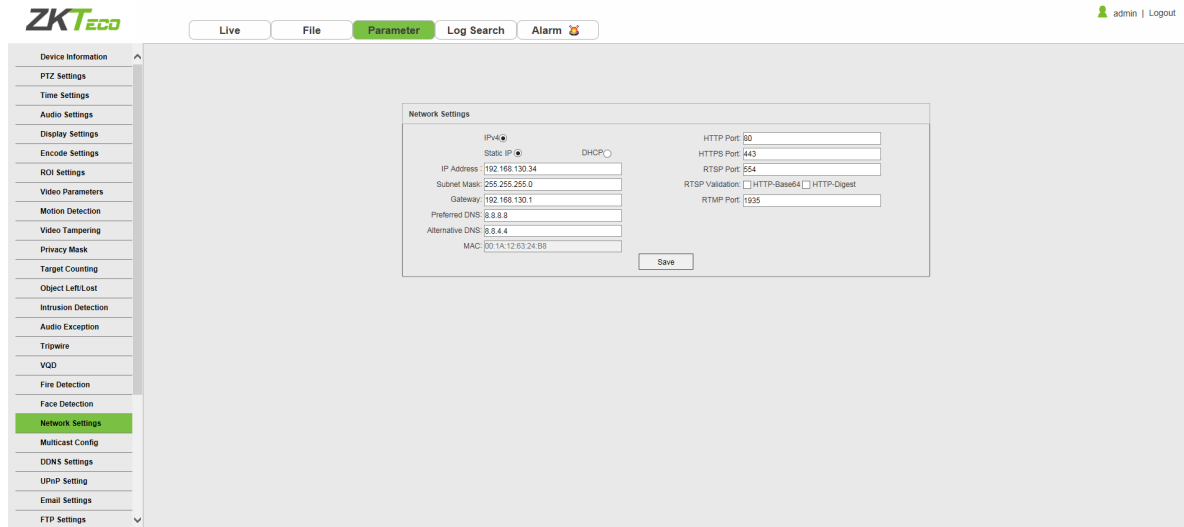 ZKTECO
admin | Logout
Live File Parameter Log Search Alarm
Device Information
PTZ Settings
Time Settings
Audio Settings
Display Settings
Encode Settings
ROI Settings
Video Parameters
Motion Detection
Video Tampering
Privacy Mask
Target Counting
Object Left/Lost
Intrusion Detection
Audio Exception
Tripwire
VQD
Fire Detection
Face Detection
Network Settings
Multicast Config
DDNS Settings
UPnP Setting
Email Settings
FTP Settings
Network Settings
IPv4
Static IP DHCP
IP Address : 192.168.130.34
Subnet Mask: 255.255.255.0
Gateway: 192.168.130.1
Preferred DNS: 8.8.8.8
Alternative DNS: 8.8.4.4
MAC: 00:1A:12:63:24:B8
HTTP Port: 80
HTTPS Port: 443
RTSP Port: 554
RTSP Validation: HTTP-Base64 HTTP-Digest
RTMP Port: 1935
Save